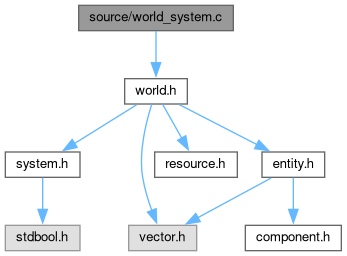 source/world_system.c
world.h
system.h
resource.h
entity.h
stdbool.h
vector.h
component.h